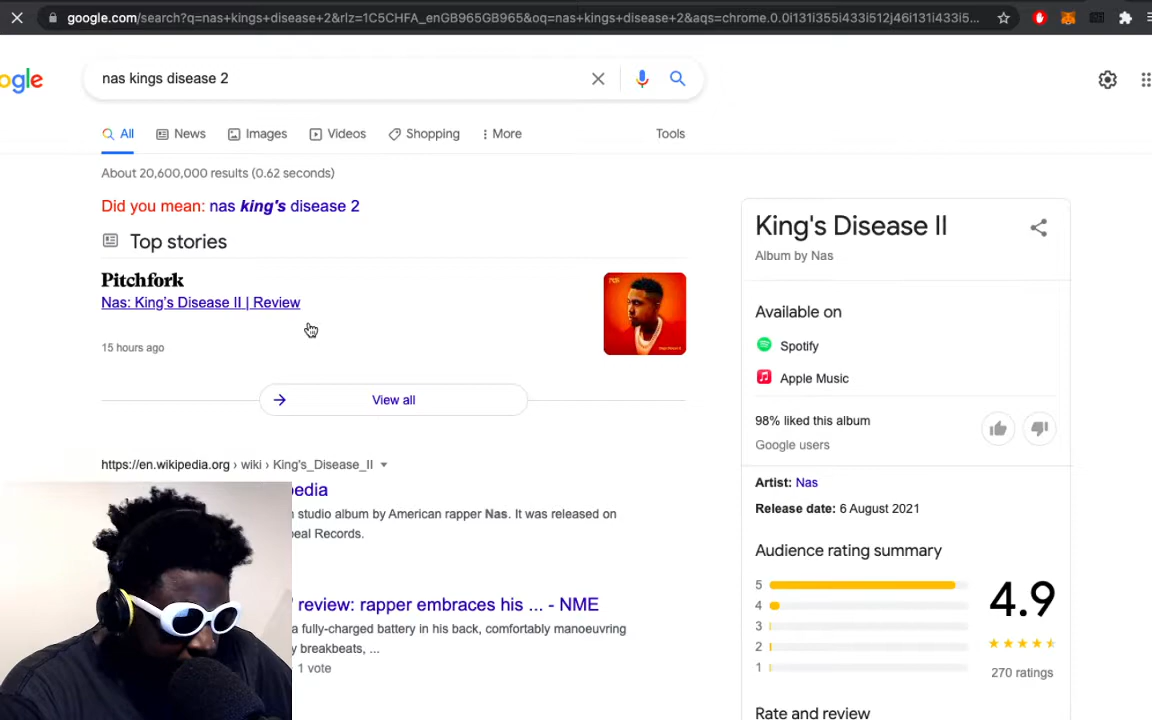 google.com/search?q=nas+kings+disease+2&rlz=1C5CHFA_enGB965GB965&oq=nas+kings+disease+2&aqs=chrome.0.0i131i355i433i512j46i131i433i5...
ogle
nas kings disease 2
All
News
Images
Videos
Shopping
More
Tools
About 20,600,000 results (0.62 seconds)
Did you mean: nas king's disease 2
Top stories
Pitchfork
Nas: King's Disease II | Review
15 hours ago
View all
https://en.wikipedia.org › wiki › King's_Disease_II
pedia
studio album by American rapper Nas. It was released on
eal Records.
review: rapper embraces his ... - NME
a fully-charged battery in his back, comfortably manoeuvring
y breakbeats, ...
1 vote
King's Disease II
Album by Nas
Available on
Spotify
Apple Music
98% liked this album
Google users
Artist: Nas
Release date: 6 August 2021
Audience rating summary
5
4
3
2
1
4.9
270 ratings
Rate and review